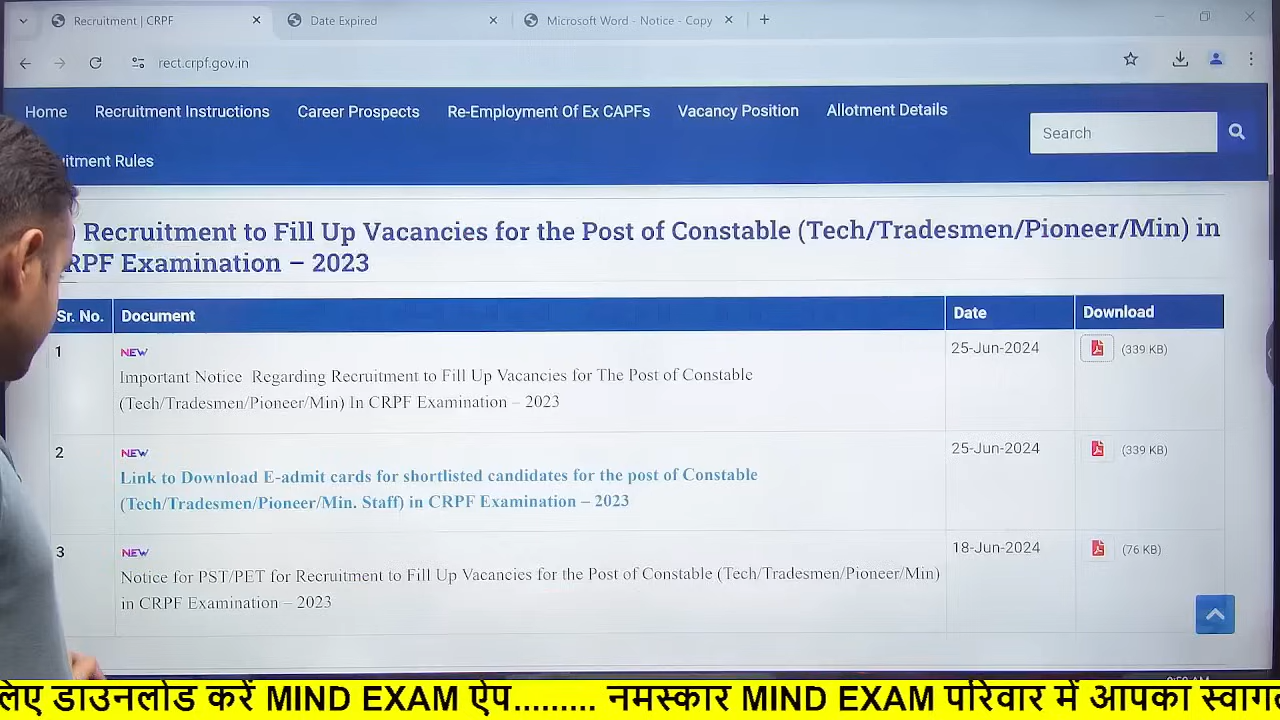 Recruitment | CRPF
Date Expired
Microsoft Word - Notice - Copy
rect.crpf.gov.in
Home
Recruitment Instructions
Career Prospects
Re-Employment Of Ex CAPFs
Vacancy Position
Allotment Details
Search
uitment Rules
) Recruitment to Fill Up Vacancies for the Post of Constable (Tech/Tradesmen/Pioneer/Min) in
RPF Examination – 2023
Sr. No.
Document
Date
Download
1
NEW
Important Notice Regarding Recruitment to Fill Up Vacancies for The Post of Constable
(Tech/Tradesmen/Pioneer/Min) In CRPF Examination – 2023
25-Jun-2024
(339 KB)
2
NEW
Link to Download E-admit cards for shortlisted candidates for the post of Constable
(Tech/Tradesmen/Pioneer/Min. Staff) in CRPF Examination – 2023
25-Jun-2024
(339 KB)
3
NEW
Notice for PST/PET for Recruitment to Fill Up Vacancies for the Post of Constable (Tech/Tradesmen/Pioneer/Min)
in CRPF Examination – 2023
18-Jun-2024
(76 KB)
लिए डाउनलोड करें MIND EXAM ऐप......... नमस्कार MIND EXAM परिवार में आपका स्वागत